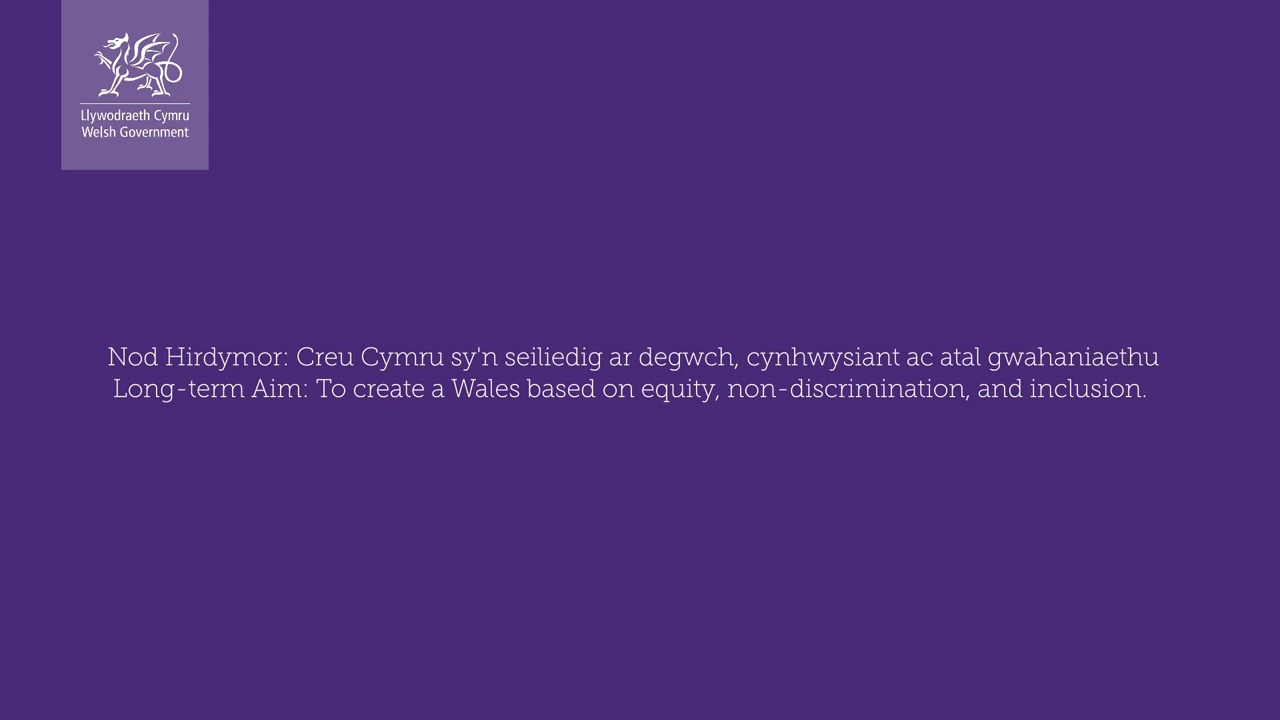 Llywodraeth Cymru
Welsh Government
Nod Hirdymor: Creu Cymru sy'n seiliedig ar degwch, cynhwysiant ac atal gwahaniaethu
Long-term Aim: To create a Wales based on equity, non-discrimination, and inclusion.